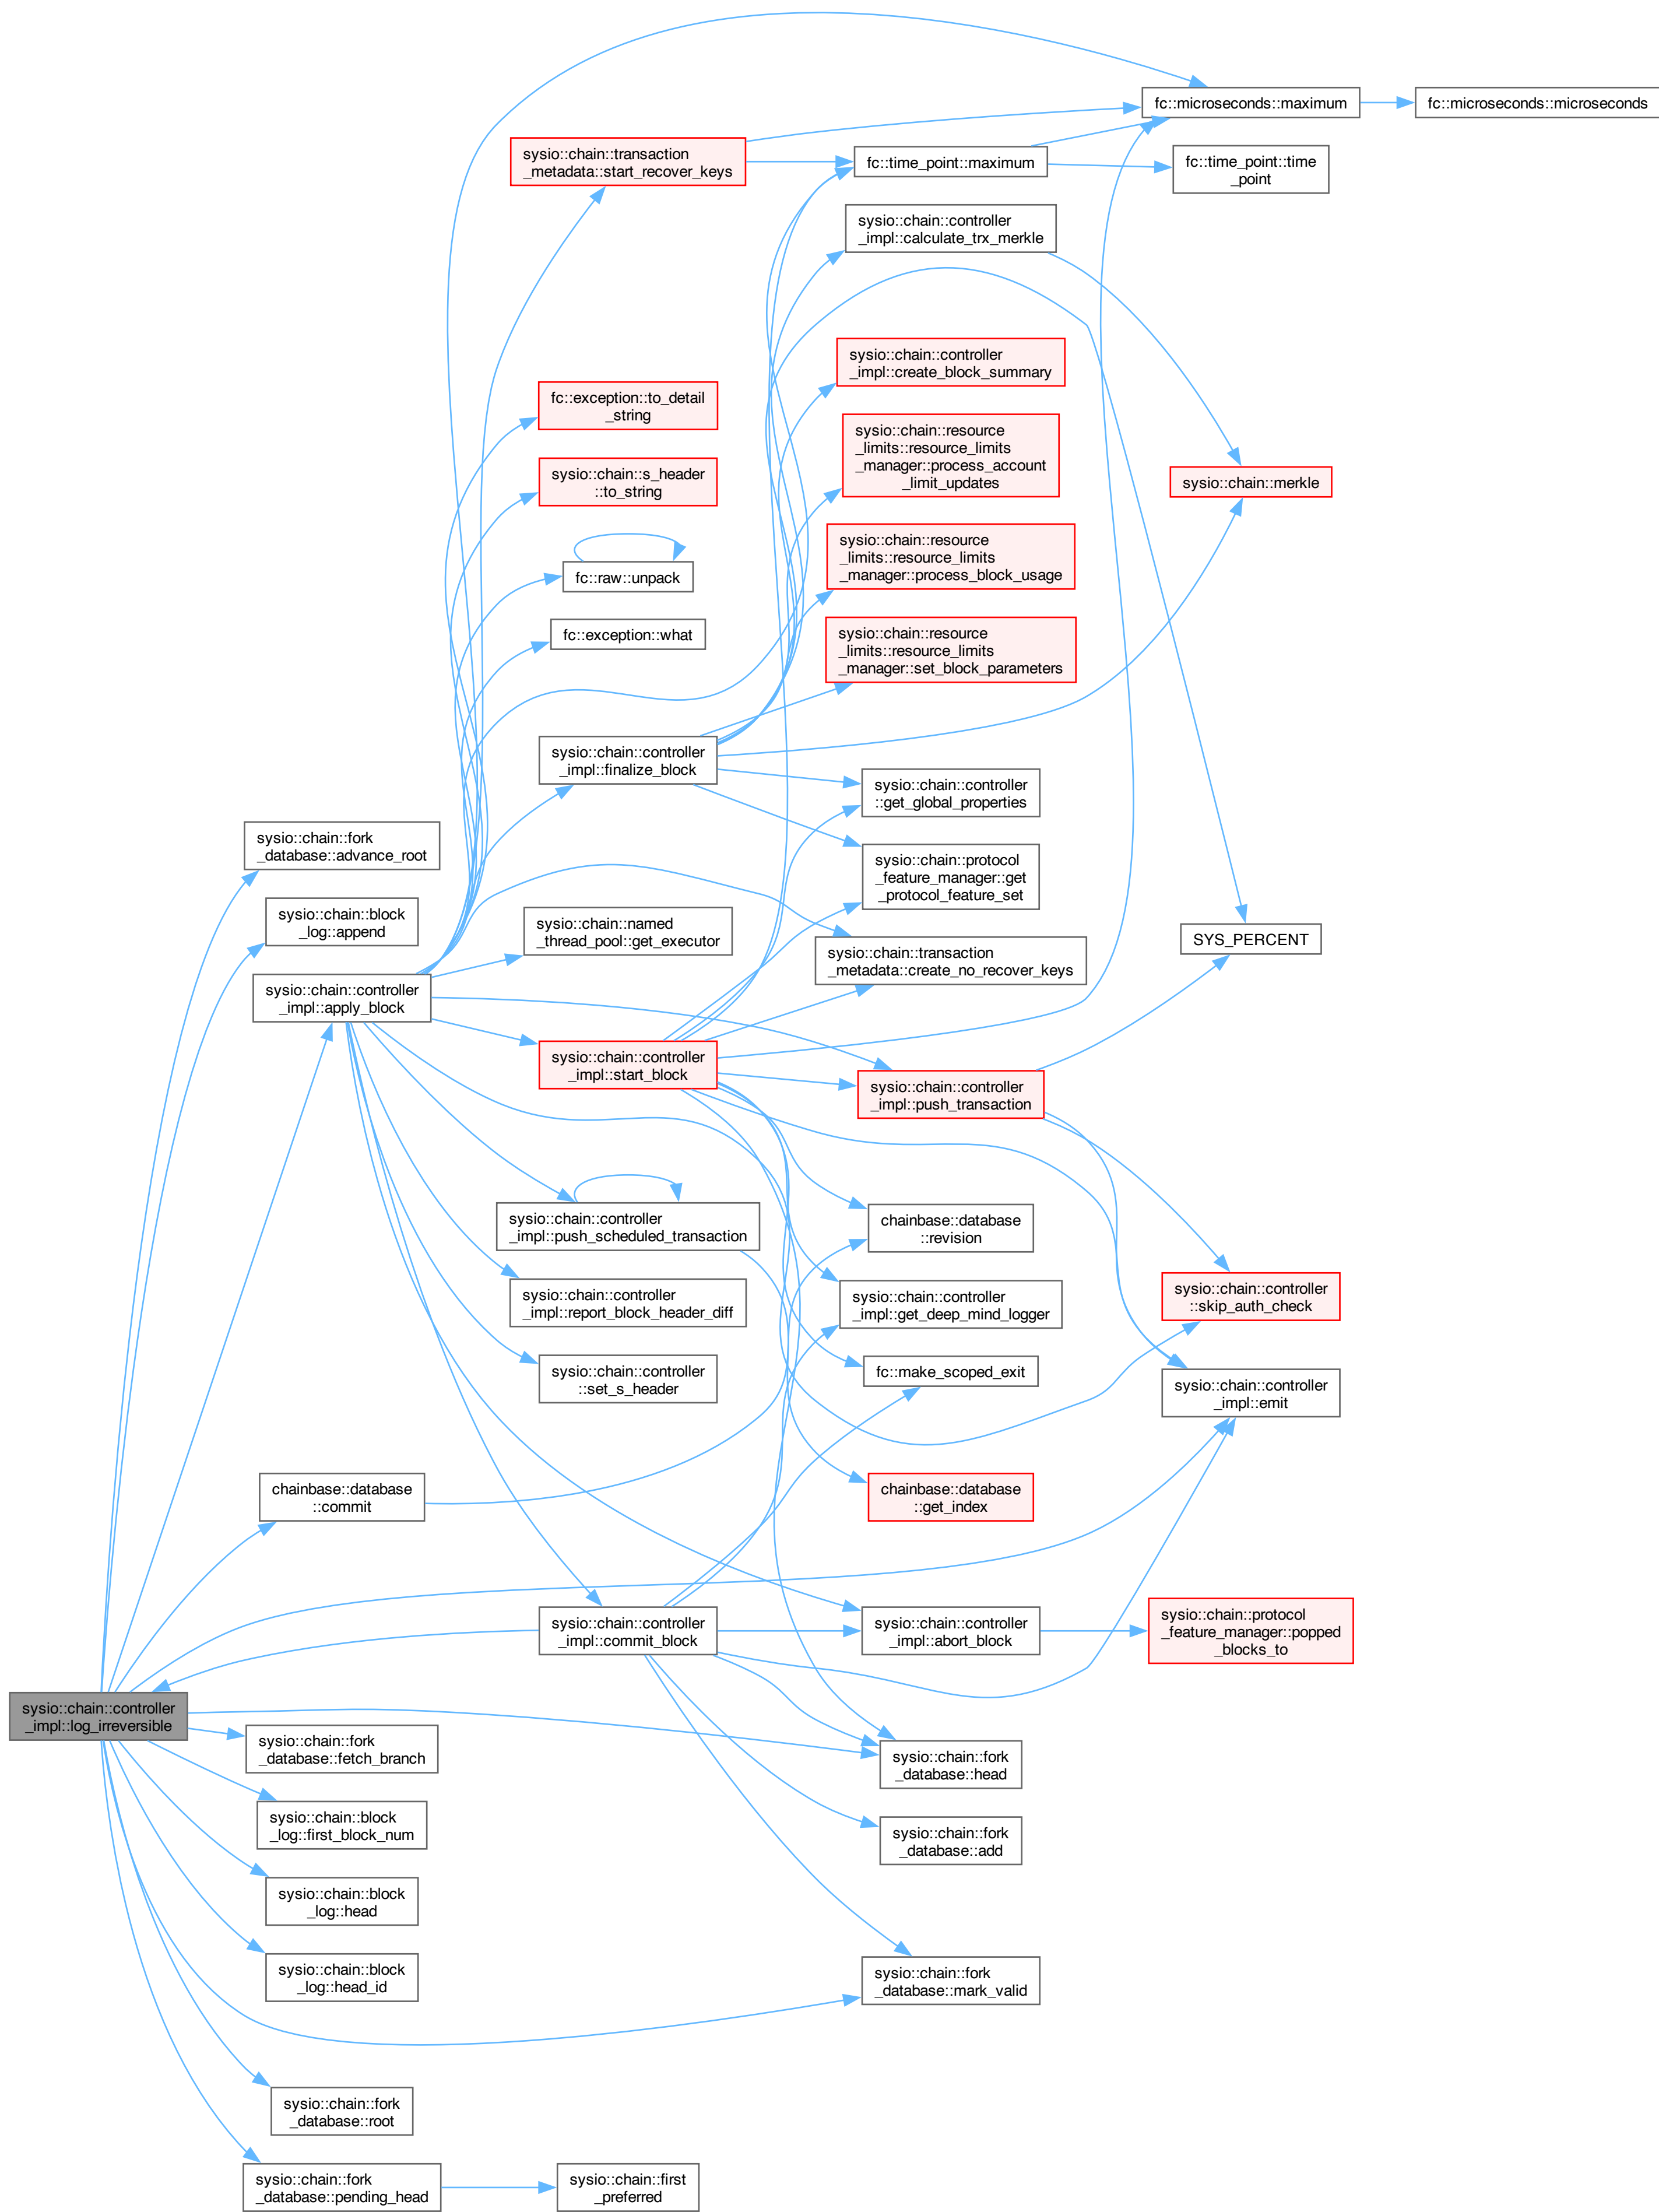 fc::microseconds::maximum
fc::microseconds::microseconds
sysio::chain::transaction
_metadata::start_recover_keys
fc::time_point::maximum
fc::time_point::time
_point
sysio::chain::controller
_impl::calculate_trx_merkle
sysio::chain::controller
_impl::create_block_summary
fc::exception::to_detail
_string
sysio::chain::resource
_limits::resource_limits
_manager::process_account
_limit_updates
sysio::chain::s_header
::to_string
sysio::chain::merkle
sysio::chain::resource
_limits::resource_limits
_manager::process_block_usage
fc::raw::unpack
fc::exception::what
sysio::chain::resource
_limits::resource_limits
_manager::set_block_parameters
sysio::chain::controller
_impl::finalize_block
sysio::chain::controller
::get_global_properties
sysio::chain::fork
_database::advance_root
sysio::chain::protocol
_feature_manager::get
_protocol_feature_set
sysio::chain::block
_log::append
sysio::chain::named
_thread_pool::get_executor
SYS_PERCENT
sysio::chain::transaction
_metadata::create_no_recover_keys
sysio::chain::controller
_impl::apply_block
sysio::chain::controller
_impl::start_block
sysio::chain::controller
_impl::push_transaction
sysio::chain::controller
_impl::push_scheduled_transaction
chainbase::database
::revision
sysio::chain::controller
_impl::report_block_header_diff
sysio::chain::controller
_impl::get_deep_mind_logger
sysio::chain::controller
::skip_auth_check
sysio::chain::controller
::set_s_header
fc::make_scoped_exit
sysio::chain::controller
_impl::emit
chainbase::database
::commit
chainbase::database
::get_index
sysio::chain::controller
_impl::commit_block
sysio::chain::controller
_impl::abort_block
sysio::chain::protocol
_feature_manager::popped
_blocks_to
sysio::chain::controller
_impl::log_irreversible
sysio::chain::fork
_database::fetch_branch
sysio::chain::fork
_database::head
sysio::chain::block
_log::first_block_num
sysio::chain::fork
_database::add
sysio::chain::block
_log::head
sysio::chain::block
_log::head_id
sysio::chain::fork
_database::mark_valid
sysio::chain::fork
_database::root
sysio::chain::fork
_database::pending_head
sysio::chain::first
_preferred